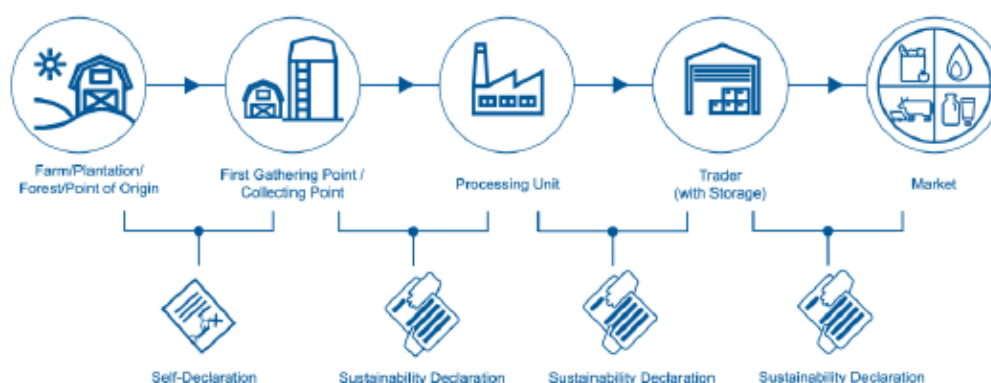 Farm/Plantation/
Forest/Point of Origin
First Gathering Point /
Collecting Point
Processing Unit
Trader
(with Storage)
Market
Self-Declaration
Sustainability Declaration
Sustainability Declaration
Sustainability Declaration